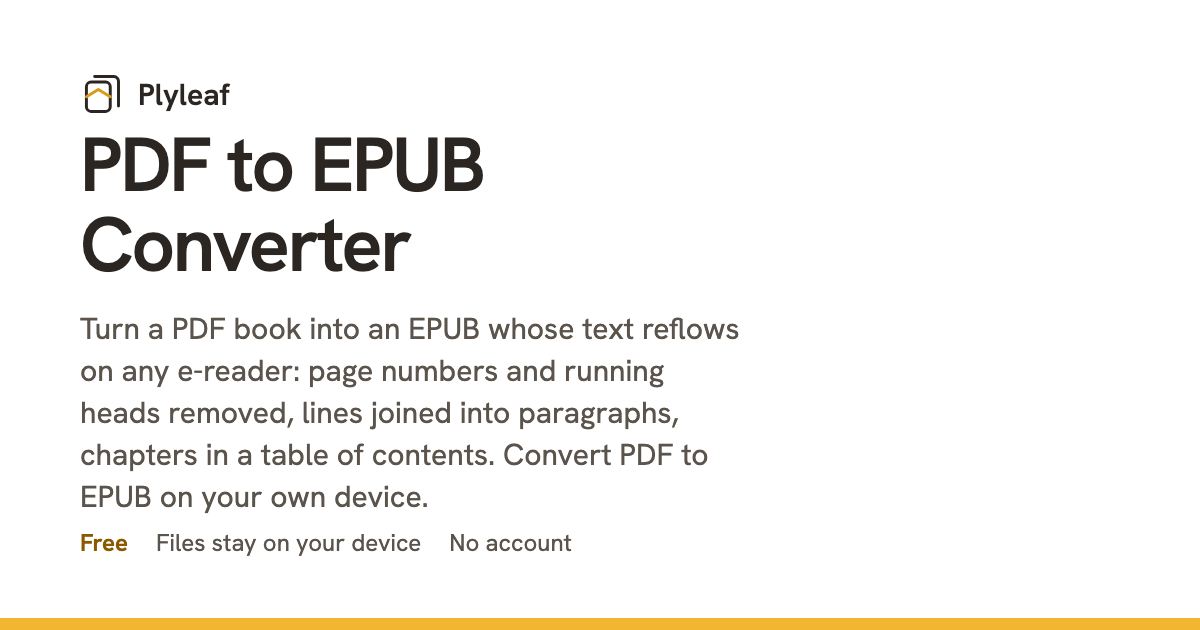 Plyleaf
PDF to EPUB
Converter
Turn a PDF book into an EPUB whose text reflows
on any e-reader: page numbers and running
heads removed, lines joined into paragraphs,
chapters in a table of contents. Convert PDF to
EPUB on your own device.
Free Files stay on your device No account